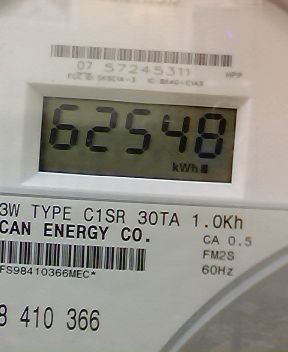 07 57245311
HPP
62548
kWh
3W TYPE C1SR 30TA 1.0Kh
CAN ENERGY CO.
CA 0.5
FM2S
60Hz
FS98410366MEC*
8 410 366